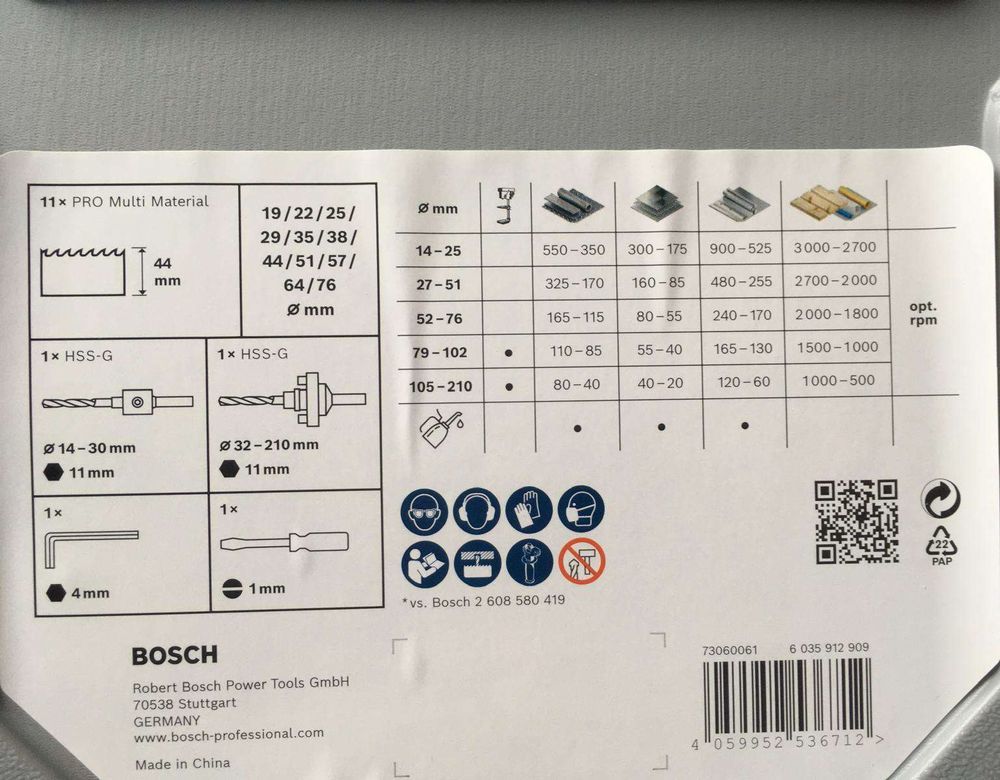 11× PRO Multi Material
44
mm
19/22/25/
29/35/38/
44/51/57/
64/76
Ø mm
1× HSS-G
Ø 14–30 mm
11 mm
1× HSS-G
Ø 32–210 mm
11 mm
1×
4 mm
1×
1 mm
Ø mm
14–25 550–350 300–175 900–525 3000–2700
27–51 325–170 160–85 480–255 2700–2000
52–76 165–115 80–55 240–170 2000–1800
79–102 • 110–85 55–40 165–130 1500–1000
105–210 • 80–40 40–20 120–60 1000–500
• • •
opt.
rpm
22
PAP
*vs. Bosch 2 608 580 419
BOSCH
Robert Bosch Power Tools GmbH
70538 Stuttgart
GERMANY
www.bosch-professional.com
Made in China
73060061 6 035 912 909
4 059952 536712 >